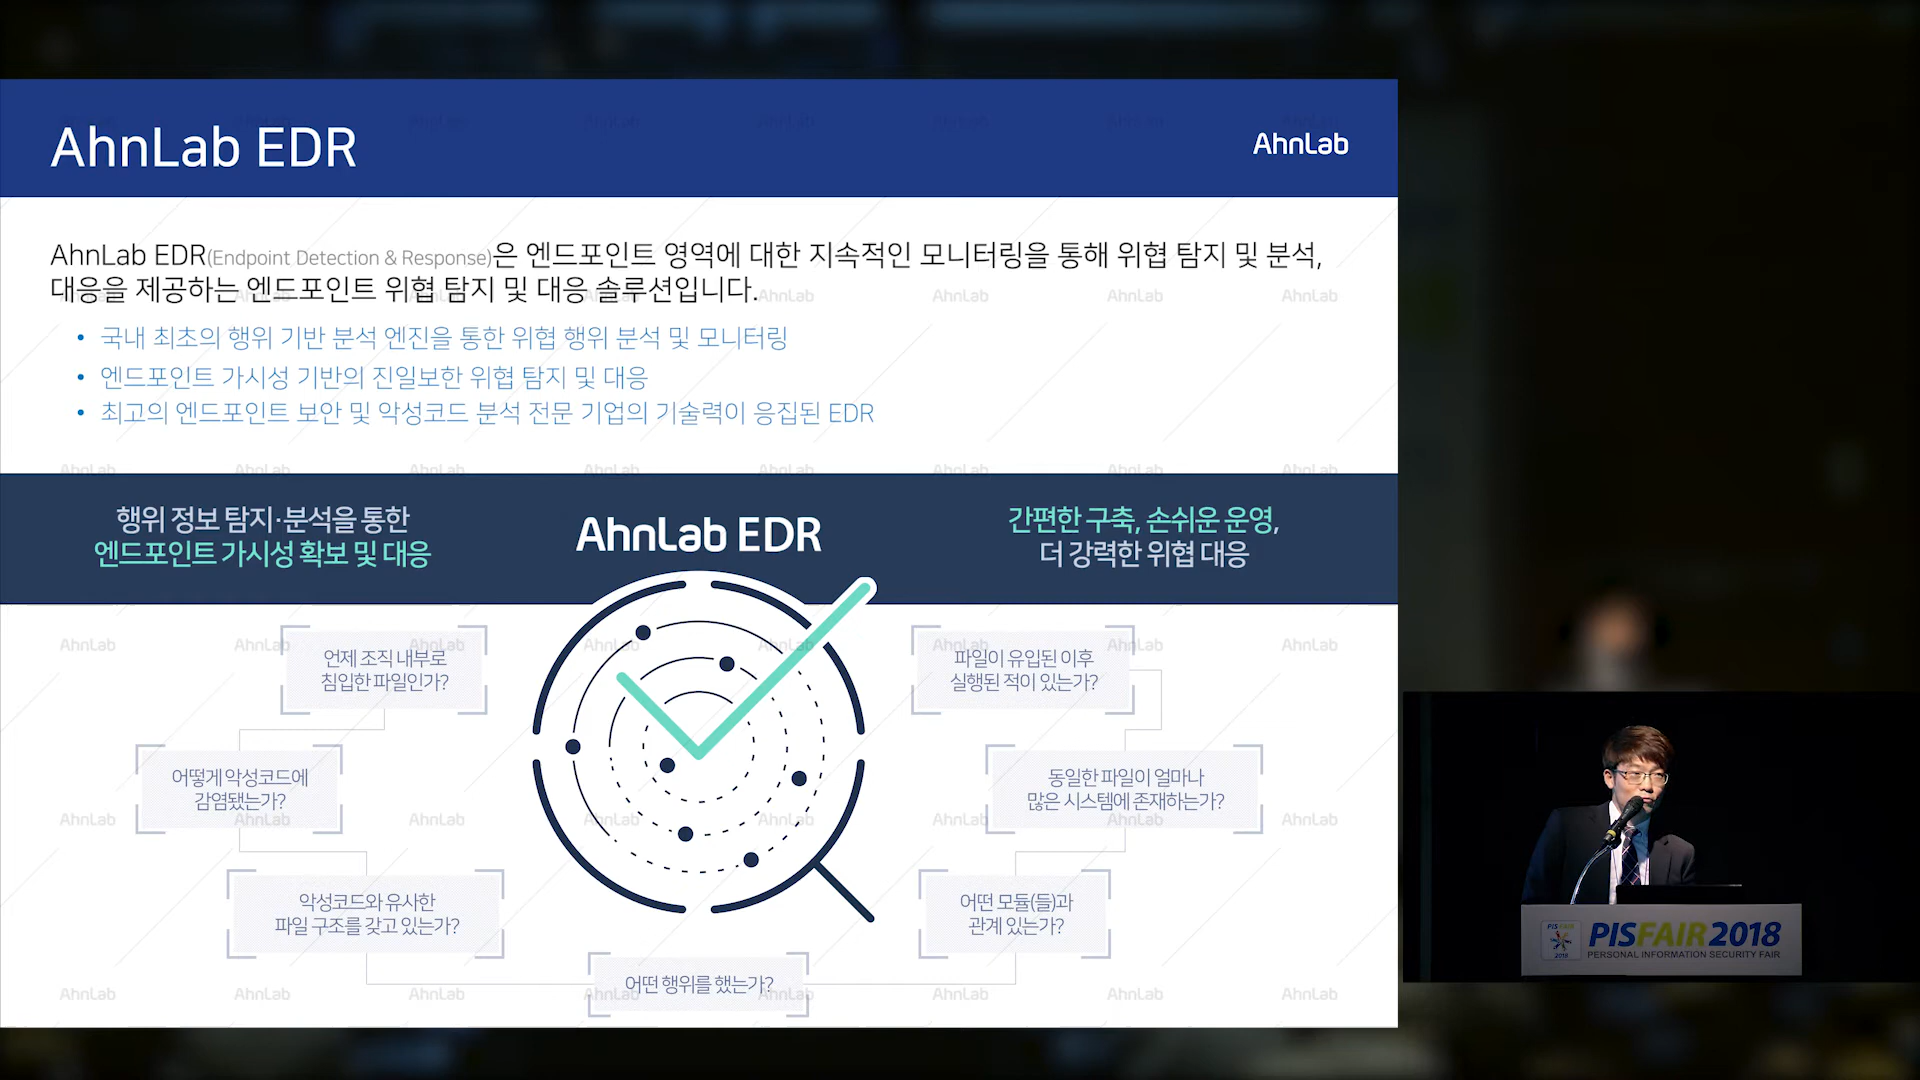 AhnLab EDR
AhnLab
AhnLab EDR(Endpoint Detection & Response)은 엔드포인트 영역에 대한 지속적인 모니터링을 통해 위협 탐지 및 분석,
대응을 제공하는 엔드포인트 위협 탐지 및 대응 솔루션입니다.
• 국내 최초의 행위 기반 분석 엔진을 통한 위협 행위 분석 및 모니터링
• 엔드포인트 가시성 기반의 진일보한 위협 탐지 및 대응
• 최고의 엔드포인트 보안 및 악성코드 분석 전문 기업의 기술력이 응집된 EDR
행위 정보 탐지·분석을 통한
엔드포인트 가시성 확보 및 대응
AhnLab EDR
간편한 구축, 손쉬운 운영,
더 강력한 위협 대응
언제 조직 내부로
침입한 파일인가?
어떻게 악성코드에
감염됐는가?
악성코드와 유사한
파일 구조를 갖고 있는가?
어떤 행위를 했는가?
어떤 모듈(들)과
관계 있는가?
동일한 파일이 얼마나
많은 시스템에 존재하는가?
파일이 유입된 이후
실행된 적이 있는가?
PIS FAIR
2018
PISFAIR 2018
PERSONAL INFORMATION SECURITY FAIR